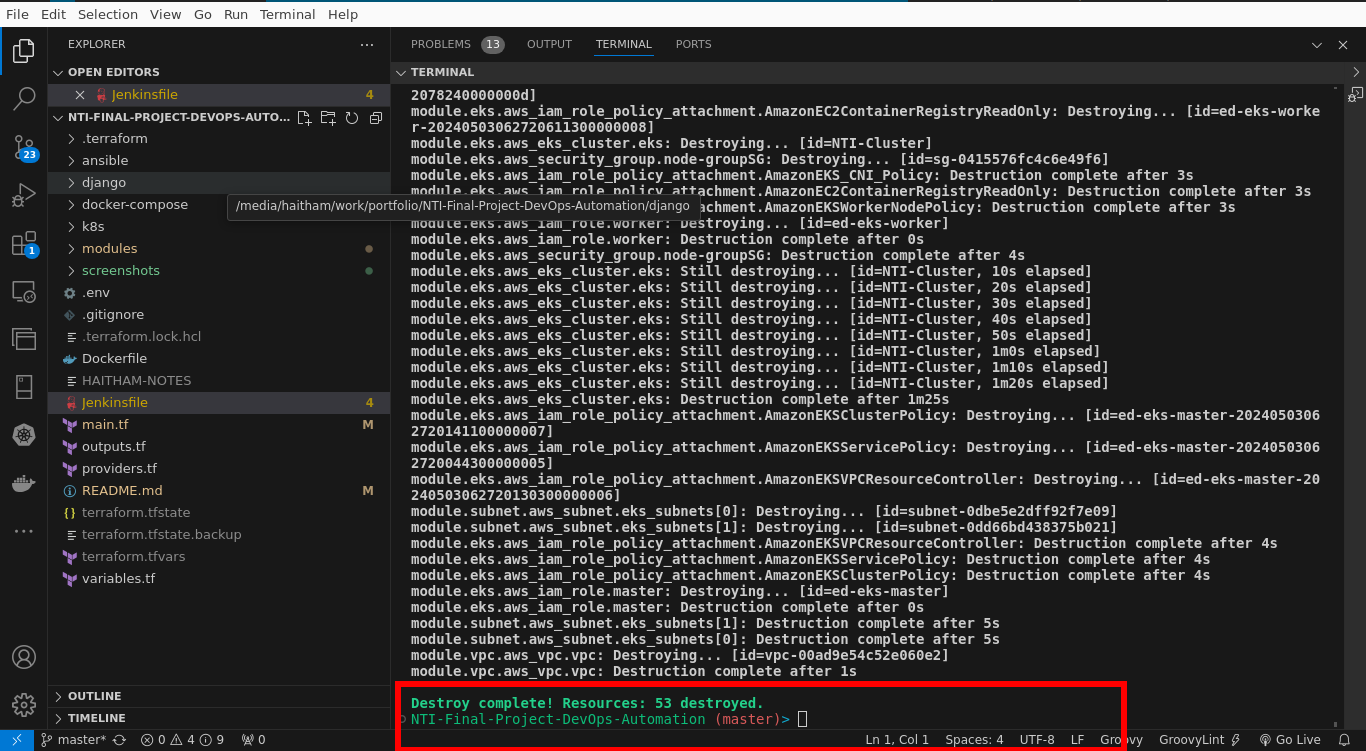 File Edit Selection View Go Run Terminal Help
EXPLORER
OPEN EDITORS
Jenkinsfile 4
NTI-FINAL-PROJECT-DEVOPS-AUTO...
.terraform
ansible
django
docker-compose
/media/haitham/work/portfolio/NTI-Final-Project-DevOps-Automation/django
k8s
modules
screenshots
.env
.gitignore
.terraform.lock.hcl
Dockerfile
HAITHAM-NOTES
Jenkinsfile 4
main.tf M
outputs.tf
providers.tf
README.md M
terraform.tfstate
terraform.tfstate.backup
terraform.tfvars
variables.tf
OUTLINE
TIMELINE
23
1
PROBLEMS 13 OUTPUT TERMINAL PORTS
TERMINAL
2078240000000d]
module.eks.aws_iam_role_policy_attachment.AmazonEC2ContainerRegistryReadOnly: Destroying... [id=ed-eks-worke
r-20240503062720611300000008]
module.eks.aws_eks_cluster.eks: Destroying... [id=NTI-Cluster]
module.eks.aws_security_group.node-groupSG: Destroying... [id=sg-0415576fc4c6e49f6]
module.eks.aws_iam_role_policy_attachment.AmazonEKS_CNI_Policy: Destruction complete after 3s
module.eks.aws_iam_role_policy_attachment.AmazonEC2ContainerRegistryReadOnly: Destruction complete after 3s
achment.AmazonEKSWorkerNodePolicy: Destruction complete after 3s
module.eks.aws_iam_role.worker: Destroying... [id=ed-eks-worker]
module.eks.aws_iam_role.worker: Destruction complete after 0s
module.eks.aws_security_group.node-groupSG: Destruction complete after 4s
module.eks.aws_eks_cluster.eks: Still destroying... [id=NTI-Cluster, 10s elapsed]
module.eks.aws_eks_cluster.eks: Still destroying... [id=NTI-Cluster, 20s elapsed]
module.eks.aws_eks_cluster.eks: Still destroying... [id=NTI-Cluster, 30s elapsed]
module.eks.aws_eks_cluster.eks: Still destroying... [id=NTI-Cluster, 40s elapsed]
module.eks.aws_eks_cluster.eks: Still destroying... [id=NTI-Cluster, 50s elapsed]
module.eks.aws_eks_cluster.eks: Still destroying... [id=NTI-Cluster, 1m0s elapsed]
module.eks.aws_eks_cluster.eks: Still destroying... [id=NTI-Cluster, 1m10s elapsed]
module.eks.aws_eks_cluster.eks: Still destroying... [id=NTI-Cluster, 1m20s elapsed]
module.eks.aws_eks_cluster.eks: Destruction complete after 1m25s
module.eks.aws_iam_role_policy_attachment.AmazonEKSClusterPolicy: Destroying... [id=ed-eks-master-2024050306
2720141100000007]
module.eks.aws_iam_role_policy_attachment.AmazonEKSServicePolicy: Destroying... [id=ed-eks-master-2024050306
2720044300000005]
module.eks.aws_iam_role_policy_attachment.AmazonEKSVPCResourceController: Destroying... [id=ed-eks-master-20
240503062720130300000006]
module.subnet.aws_subnet.eks_subnets[0]: Destroying... [id=subnet-0dbe5e2dff92f7e09]
module.subnet.aws_subnet.eks_subnets[1]: Destroying... [id=subnet-0dd66bd438375b021]
module.eks.aws_iam_role_policy_attachment.AmazonEKSVPCResourceController: Destruction complete after 4s
module.eks.aws_iam_role_policy_attachment.AmazonEKSServicePolicy: Destruction complete after 4s
module.eks.aws_iam_role_policy_attachment.AmazonEKSClusterPolicy: Destruction complete after 4s
module.eks.aws_iam_role.master: Destroying... [id=ed-eks-master]
module.eks.aws_iam_role.master: Destruction complete after 0s
module.subnet.aws_subnet.eks_subnets[1]: Destruction complete after 5s
module.subnet.aws_subnet.eks_subnets[0]: Destruction complete after 5s
module.vpc.aws_vpc.vpc: Destroying... [id=vpc-00ad9e54c52e060e2]
module.vpc.aws_vpc.vpc: Destruction complete after 1s
Destroy complete! Resources: 53 destroyed.
NTI-Final-Project-DevOps-Automation (master)>
master* 0 4 9 0 Ln 1, Col 1 Spaces: 4 UTF-8 LF Groovy GroovyLint Go Live